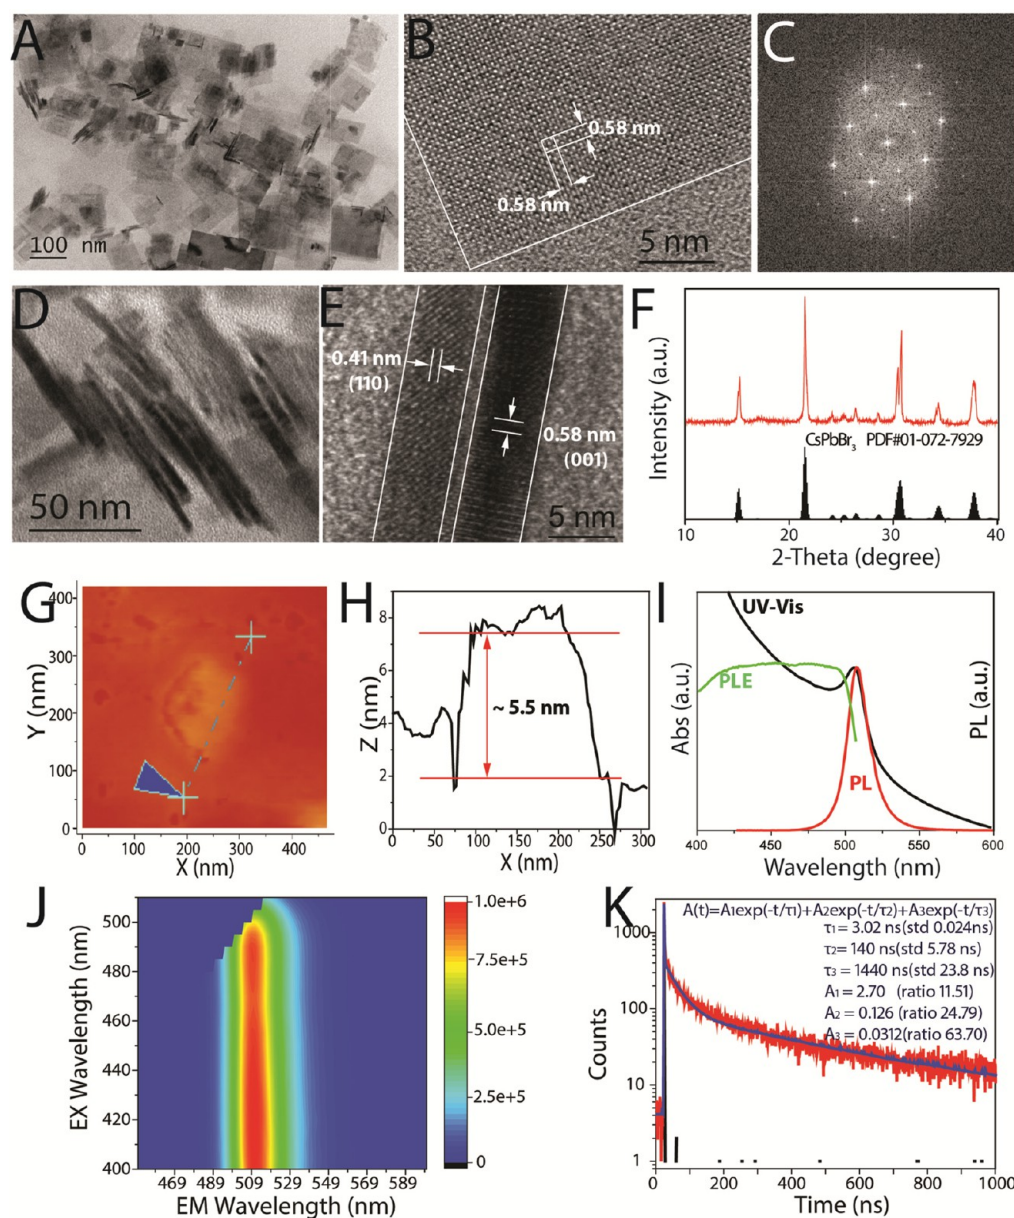 A
100 nm
B
0.58 nm
0.58 nm
5 nm
C
D
50 nm
E
0.41 nm
(110)
0.58 nm
(001)
5 nm
F
Intensity (a.u.)
CsPbBr₃ PDF#01-072-7929
10
20
30
40
2-Theta (degree)
G
Y (nm)
400
300
200
100
0
0
100
200
300
400
X (nm)
H
Z (nm)
8
6
4
2
0
~ 5.5 nm
0
50
100
150
200
250
300
X (nm)
I
UV-Vis
PLE
PL
Abs (a.u.)
PL (a.u.)
400
450
500
550
600
Wavelength (nm)
J
EX Wavelength (nm)
500
480
460
440
420
400
469
489
509
529
549
569
589
EM Wavelength (nm)
1.0e+6
7.5e+5
5.0e+5
2.5e+5
0
K
A(t)=A1exp(-t/τ1)+A2exp(-t/τ2)+A3exp(-t/τ3)
τ1 = 3.02 ns(std 0.024ns)
τ2= 140 ns(std 5.78 ns)
τ3 = 1440 ns(std 23.8 ns)
A1 = 2.70 (ratio 11.51)
A2 = 0.126 (ratio 24.79)
A3 = 0.0312(ratio 63.70)
Counts
1000
100
10
1
0
200
400
600
800
1000
Time (ns)